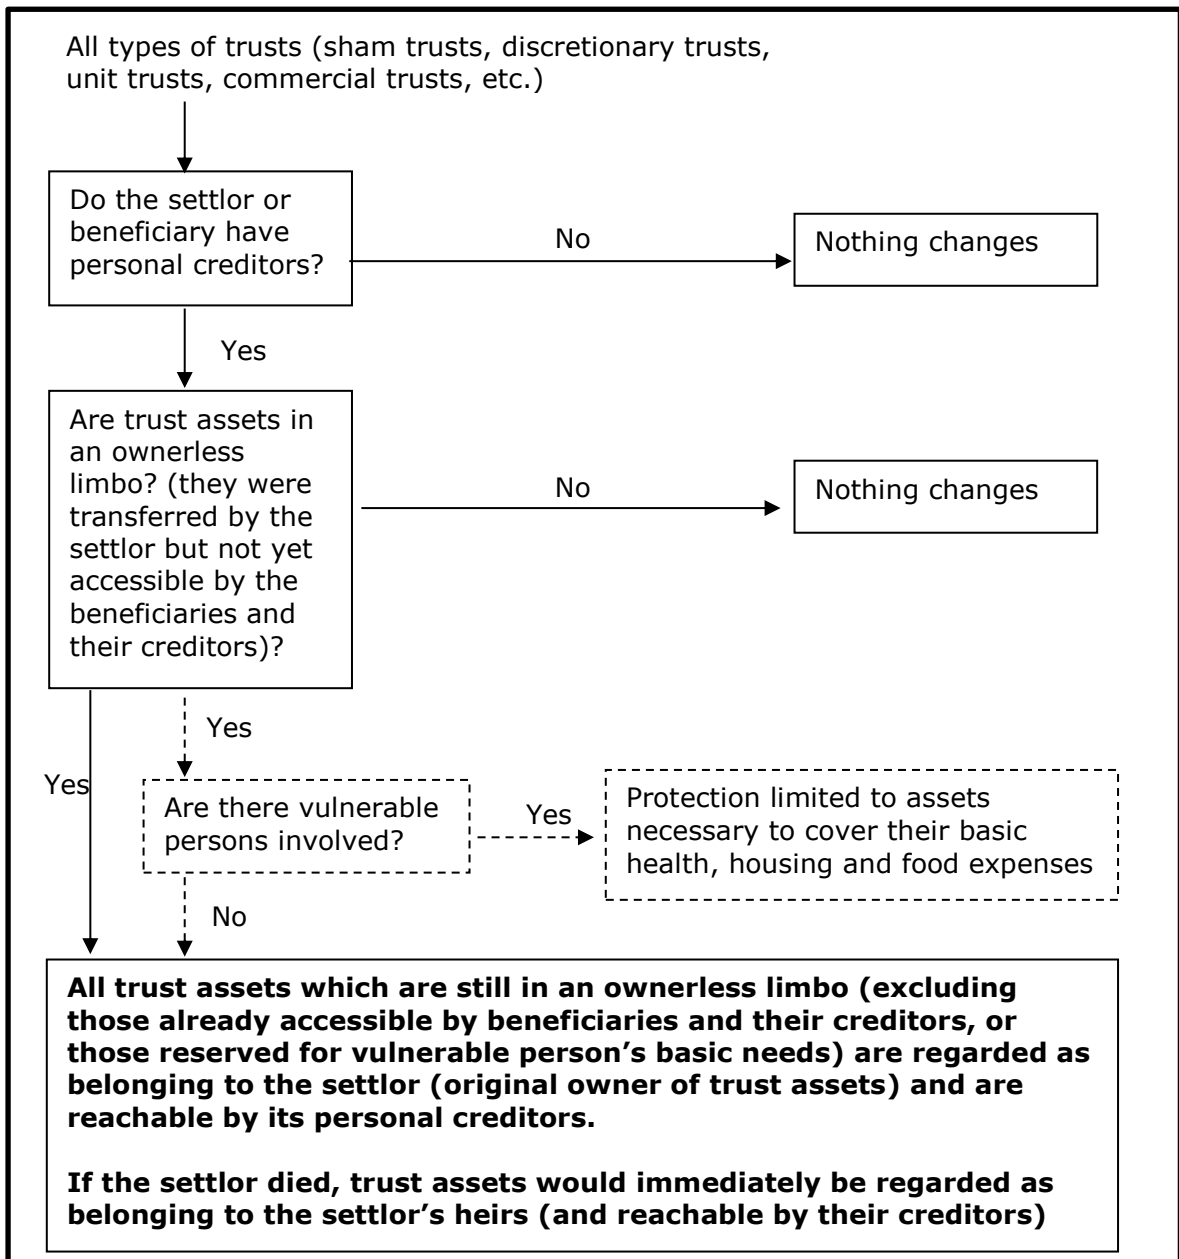 All types of trusts (sham trusts, discretionary trusts,
unit trusts, commercial trusts, etc.)
Do the settlor or
beneficiary have
personal creditors?
No
Nothing changes
Yes
Are trust assets in
an ownerless
limbo? (they were
transferred by the
settlor but not yet
accessible by the
beneficiaries and
their creditors)?
No
Nothing changes
Yes
Yes
Are there vulnerable
persons involved?
Yes
Protection limited to assets
necessary to cover their basic
health, housing and food expenses
No
All trust assets which are still in an ownerless limbo (excluding
those already accessible by beneficiaries and their creditors, or
those reserved for vulnerable person’s basic needs) are regarded as
belonging to the settlor (original owner of trust assets) and are
reachable by its personal creditors.
If the settlor died, trust assets would immediately be regarded as
belonging to the settlor’s heirs (and reachable by their creditors)